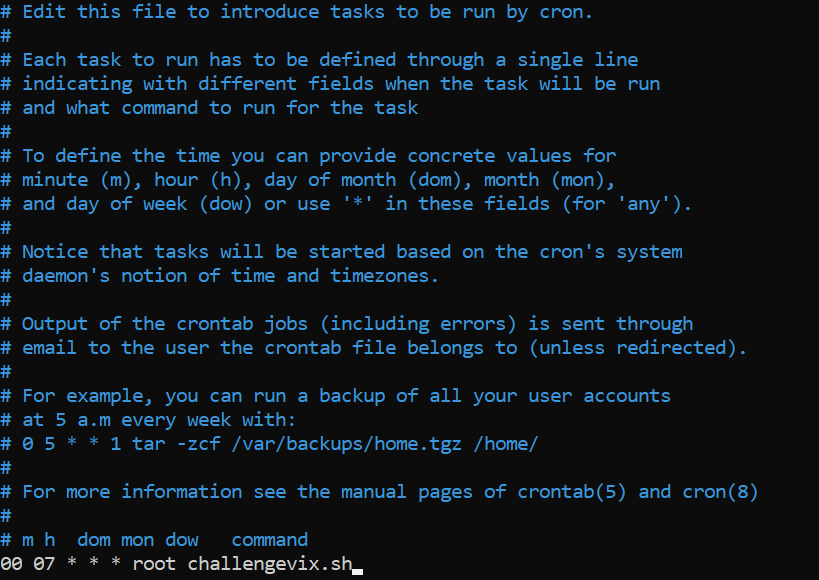 # Edit this file to introduce tasks to be run by cron.
#
# Each task to run has to be defined through a single line
# indicating with different fields when the task will be run
# and what command to run for the task
#
# To define the time you can provide concrete values for
# minute (m), hour (h), day of month (dom), month (mon),
# and day of week (dow) or use '*' in these fields (for 'any').
#
# Notice that tasks will be started based on the cron's system
# daemon's notion of time and timezones.
#
# Output of the crontab jobs (including errors) is sent through
# email to the user the crontab file belongs to (unless redirected).
#
# For example, you can run a backup of all your user accounts
# at 5 a.m every week with:
# 0 5 * * 1 tar -zcf /var/backups/home.tgz /home/
#
# For more information see the manual pages of crontab(5) and cron(8)
#
# m h  dom mon dow   command
00 07 * * * root challengevix.sh